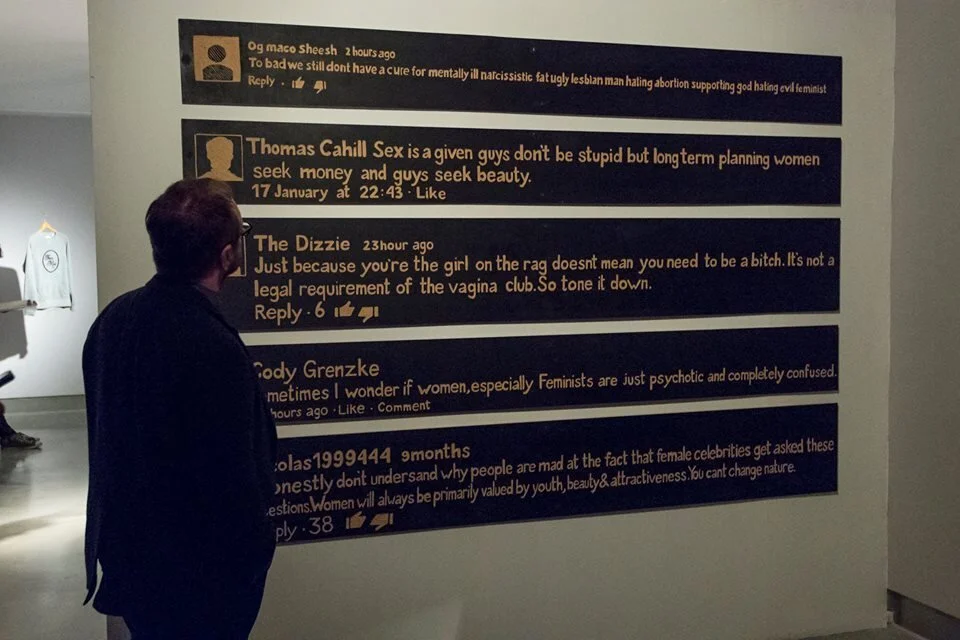 Og maco Sheesh 2 hours ago
To bad we still dont have a cure for mentally ill narcissistic fat ugly lesbian man hating abortion supporting god hating evil feminist
Reply ·
Thomas Cahill Sex is a given guys don't be stupid but long term planning women
seek money and guys seek beauty.
17 January at 22:43 · Like
The Dizzie 23hour ago
Just because you're the girl on the rag doesnt mean you need to be a bitch. It's not a
legal requirement of the vagina club.So tone it down.
Reply · 6
Cody Grenzke
metimes I wonder if women,especially Feminists are just psychotic and completely confused.
hours ago · Like · Comment
colas1999444 9months
onestly dont undersand why people are mad at the fact that female celebrities get asked these
estions.Women will always be primarily valued by youth,beauty&attractiveness.You cant change nature.
ply · 38